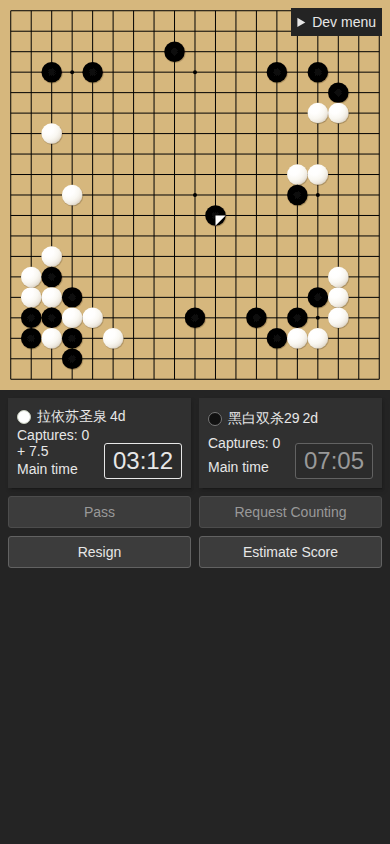 ▶ Dev menu
拉依苏圣泉 4d
Captures: 0
+ 7.5
Main time
03:12
黑白双杀29 2d
Captures: 0
Main time
07:05
Pass
Request Counting
Resign
Estimate Score